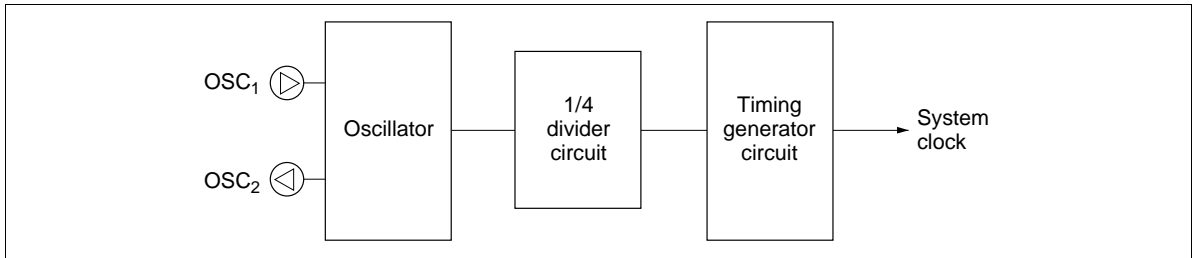 OSC₁
OSC₂
Oscillator
1/4
divider
circuit
Timing
generator
circuit
System
clock